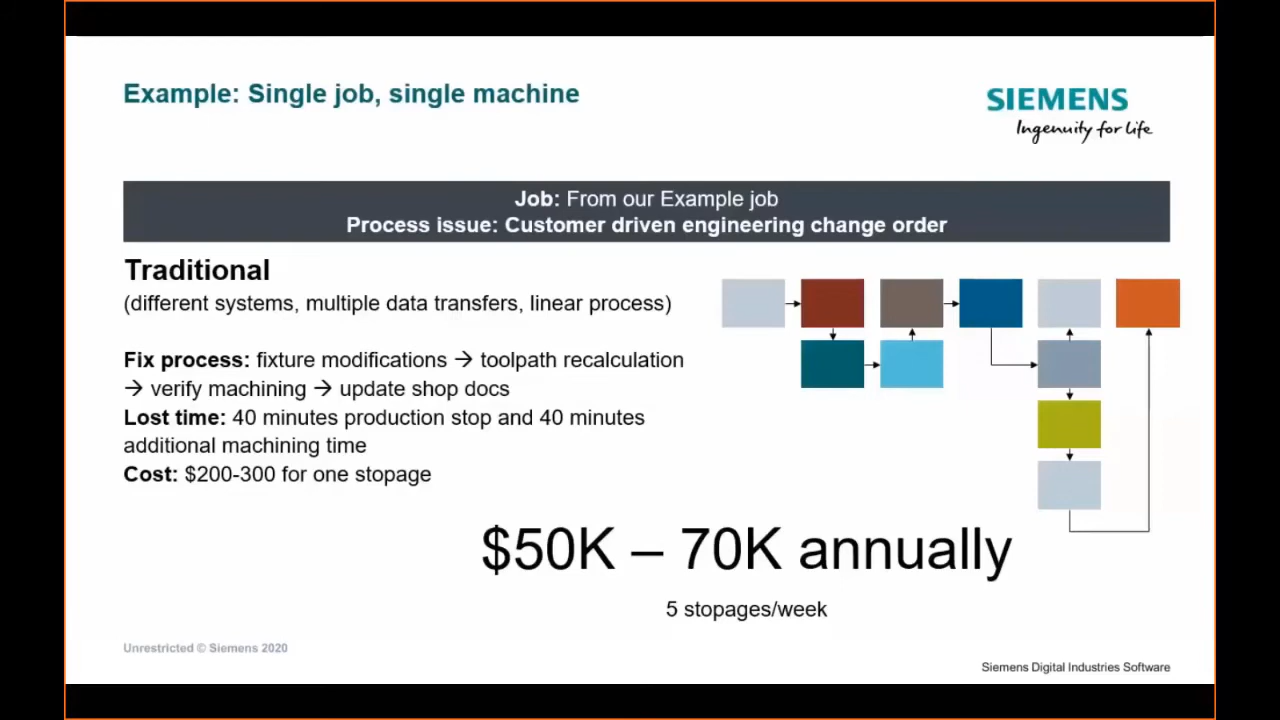 Example: Single job, single machine
SIEMENS
Ingenuity for life
Job: From our Example job
Process issue: Customer driven engineering change order
Traditional
(different systems, multiple data transfers, linear process)
Fix process: fixture modifications → toolpath recalculation
→ verify machining → update shop docs
Lost time: 40 minutes production stop and 40 minutes
additional machining time
Cost: $200-300 for one stopage
$50K – 70K annually
5 stopages/week
Unrestricted © Siemens 2020
Siemens Digital Industries Software